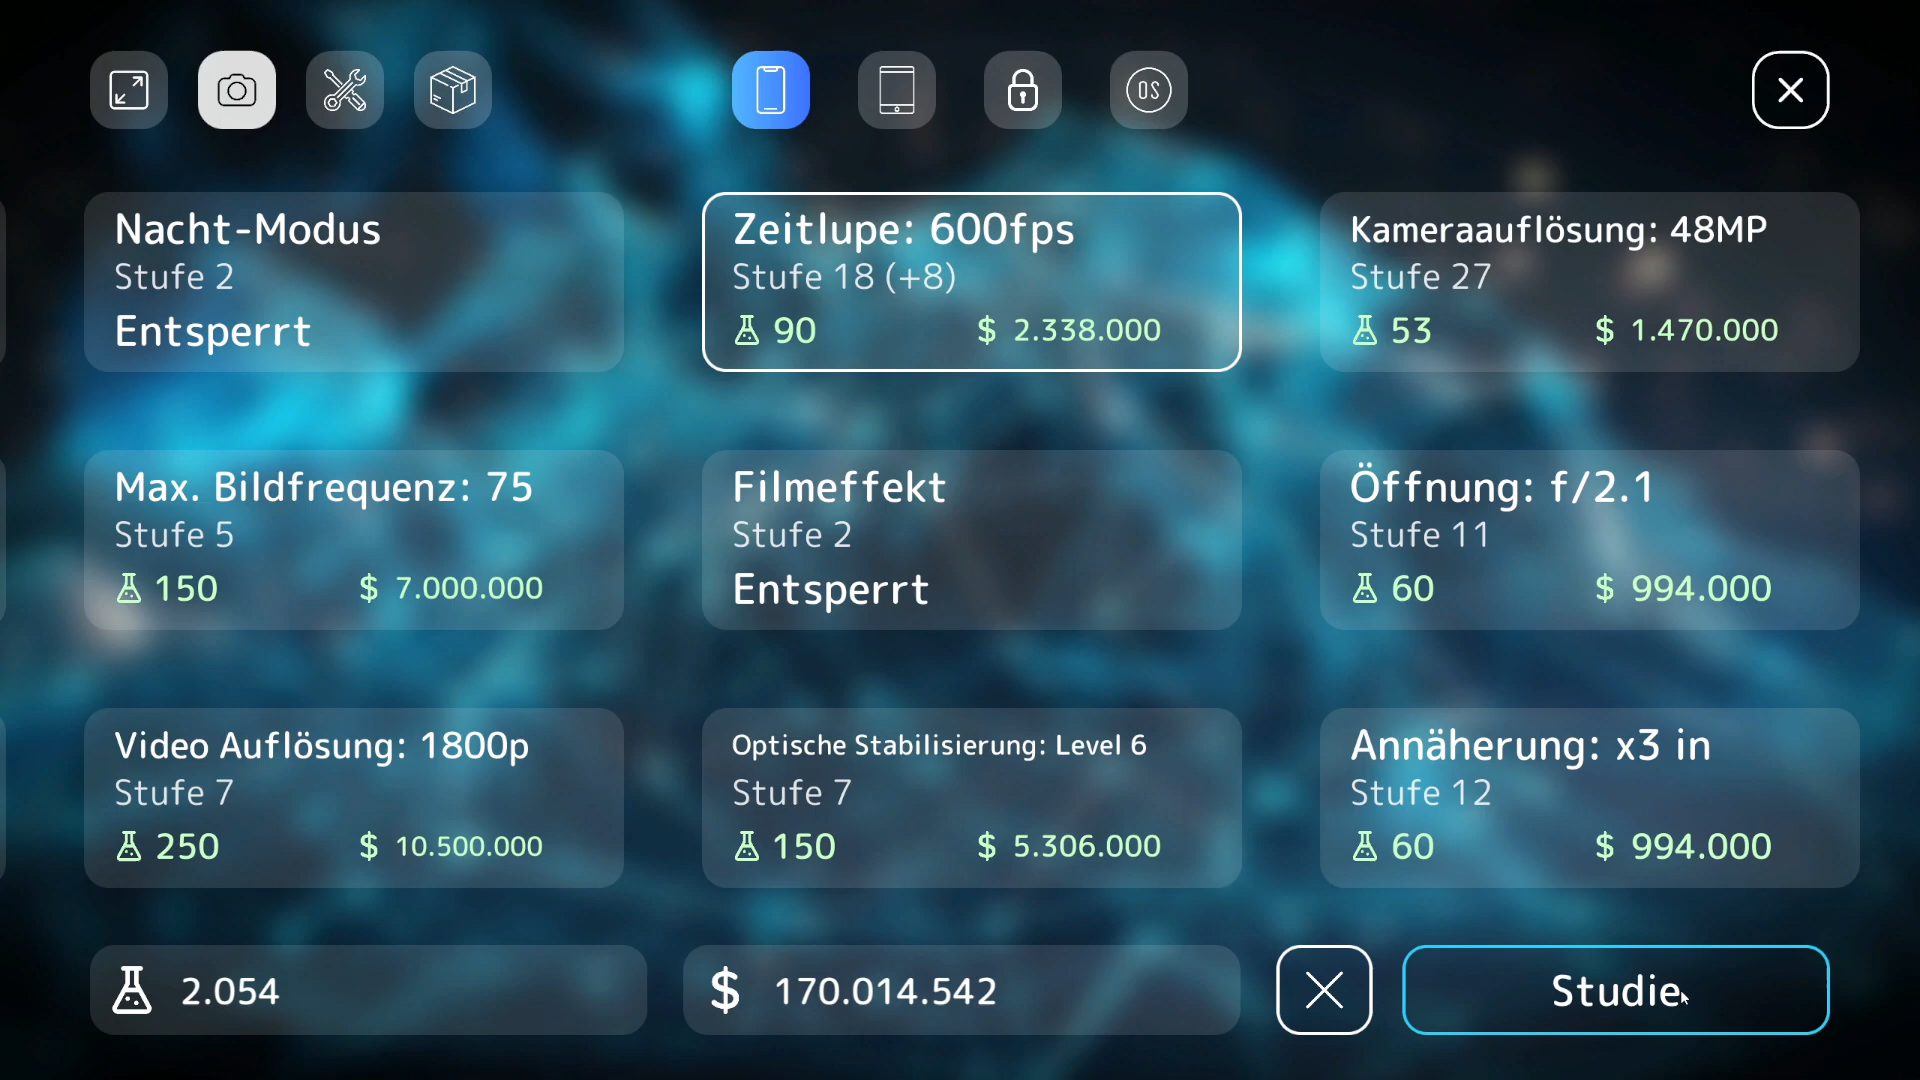 OS
Nacht-Modus
Stufe 2
Entsperrt
Zeitlupe: 600fps
Stufe 18 (+8)
90 $ 2.338.000
Kameraauflösung: 48MP
Stufe 27
53 $ 1.470.000
Max. Bildfrequenz: 75
Stufe 5
150 $ 7.000.000
Filmeffekt
Stufe 2
Entsperrt
Öffnung: f/2.1
Stufe 11
60 $ 994.000
Video Auflösung: 1800p
Stufe 7
250 $ 10.500.000
Optische Stabilisierung: Level 6
Stufe 7
150 $ 5.306.000
Annäherung: x3 in
Stufe 12
60 $ 994.000
2.054
$ 170.014.542
Studie